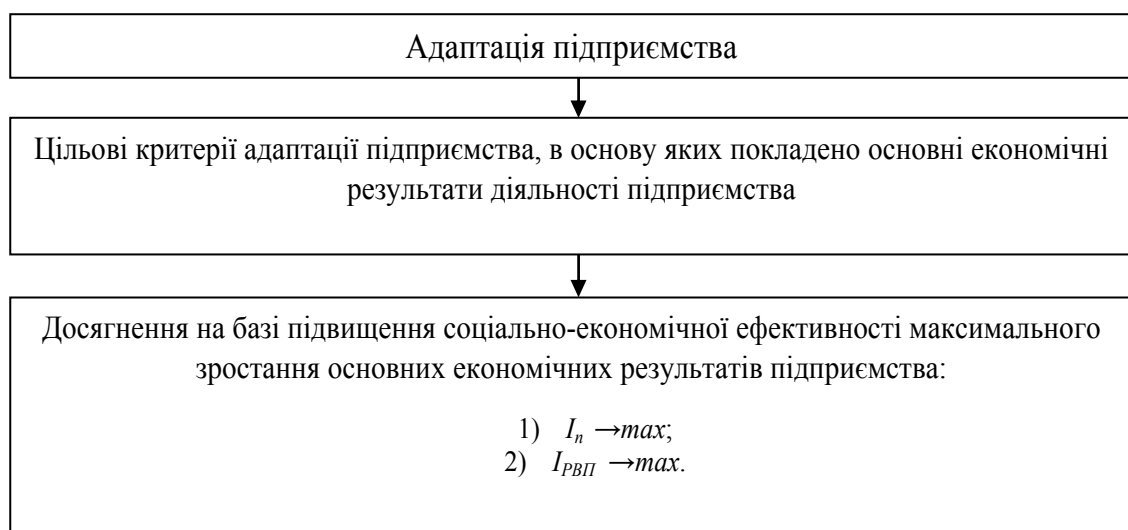 Адаптація підприємства
Цільові критерії адаптації підприємства, в основу яких покладено основні економічні
результати діяльності підприємства
Досягнення на базі підвищення соціально-економічної ефективності максимального
зростання основних економічних результатів підприємства:
1) Iп →max;
2) IРВП →max.